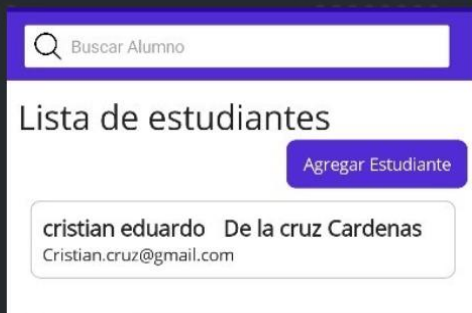 Buscar Alumno
Lista de estudiantes
Agregar Estudiante
cristian eduardo De la cruz Cardenas
Cristian.cruz@gmail.com